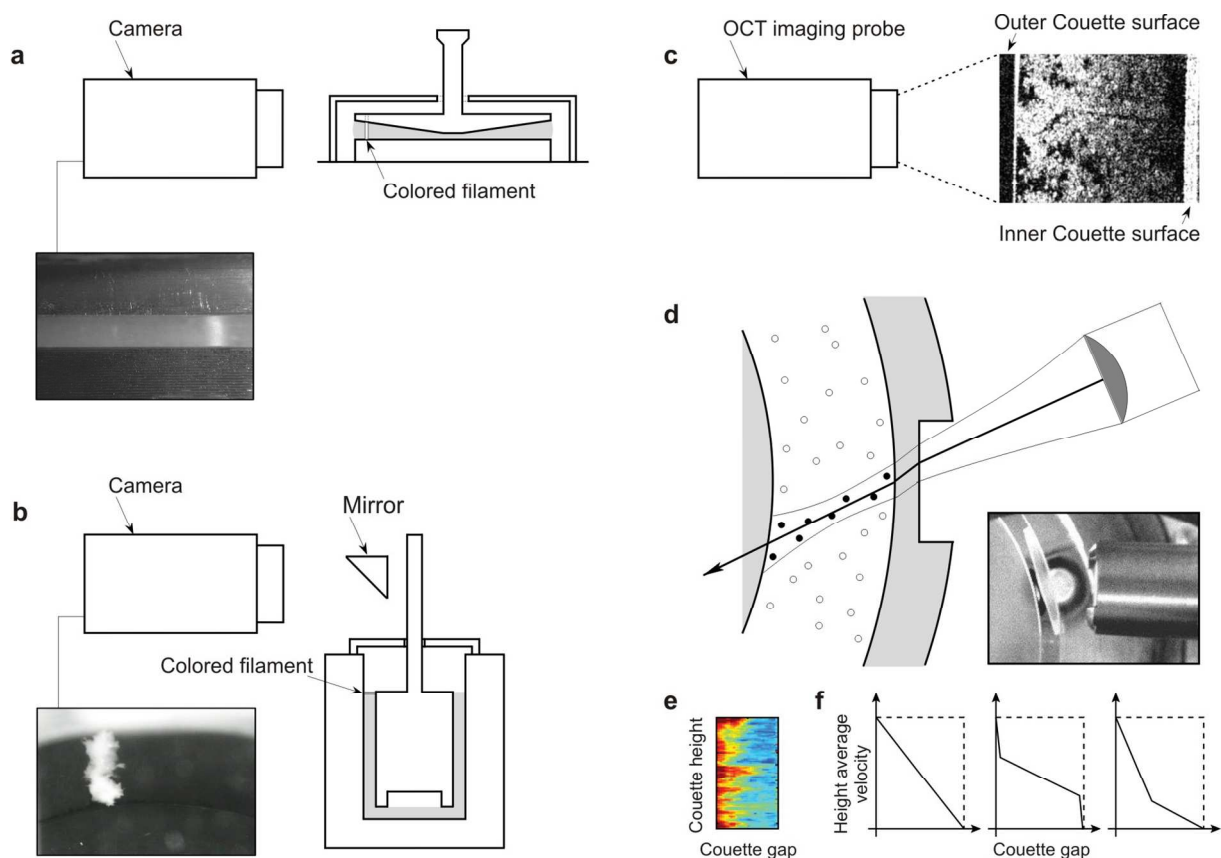 a
Camera
Colored filament
b
Camera
Mirror
Colored filament
c
OCT imaging probe
Outer Couette surface
Inner Couette surface
d
e
Couette height
Couette gap
f
Height average
velocity
Couette gap